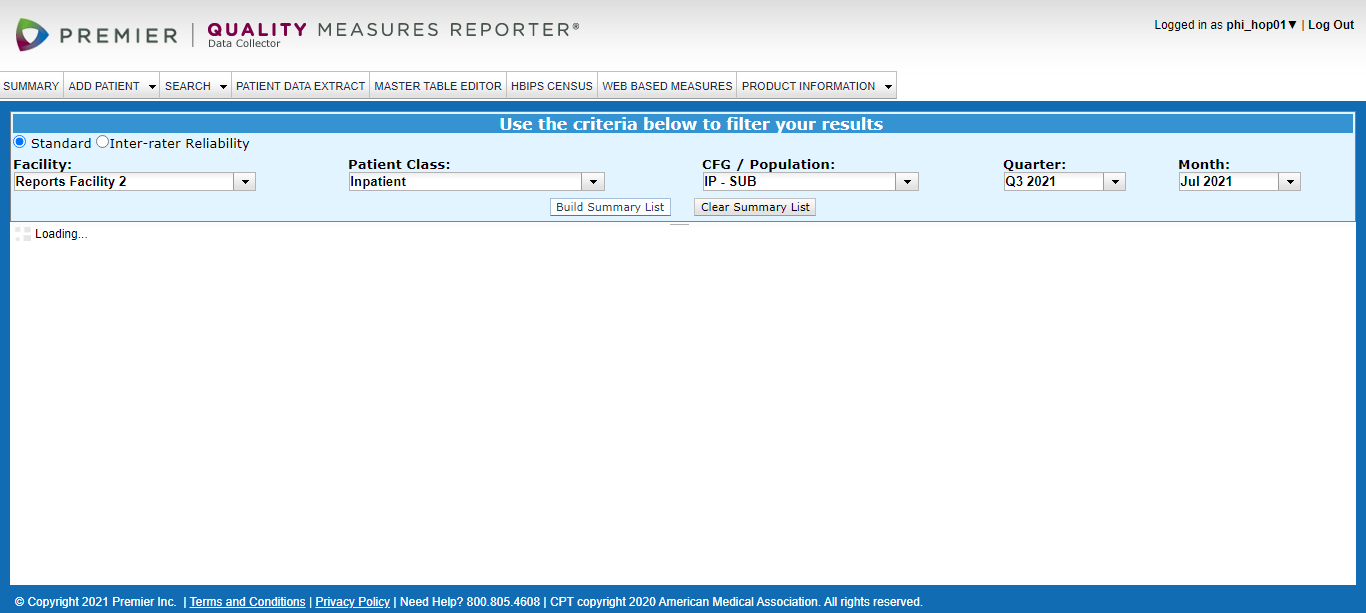 PREMIER | QUALITY MEASURES REPORTER®
Data Collector
Logged in as phi_hop01▼ | Log Out
SUMMARY ADD PATIENT SEARCH PATIENT DATA EXTRACT MASTER TABLE EDITOR HBIPS CENSUS WEB BASED MEASURES PRODUCT INFORMATION
Use the criteria below to filter your results
Standard Inter-rater Reliability
Facility: Patient Class: CFG / Population: Quarter: Month:
Reports Facility 2 Inpatient IP - SUB Q3 2021 Jul 2021
Build Summary List Clear Summary List
Loading...
© Copyright 2021 Premier Inc. | Terms and Conditions | Privacy Policy | Need Help? 800.805.4608 | CPT copyright 2020 American Medical Association. All rights reserved.